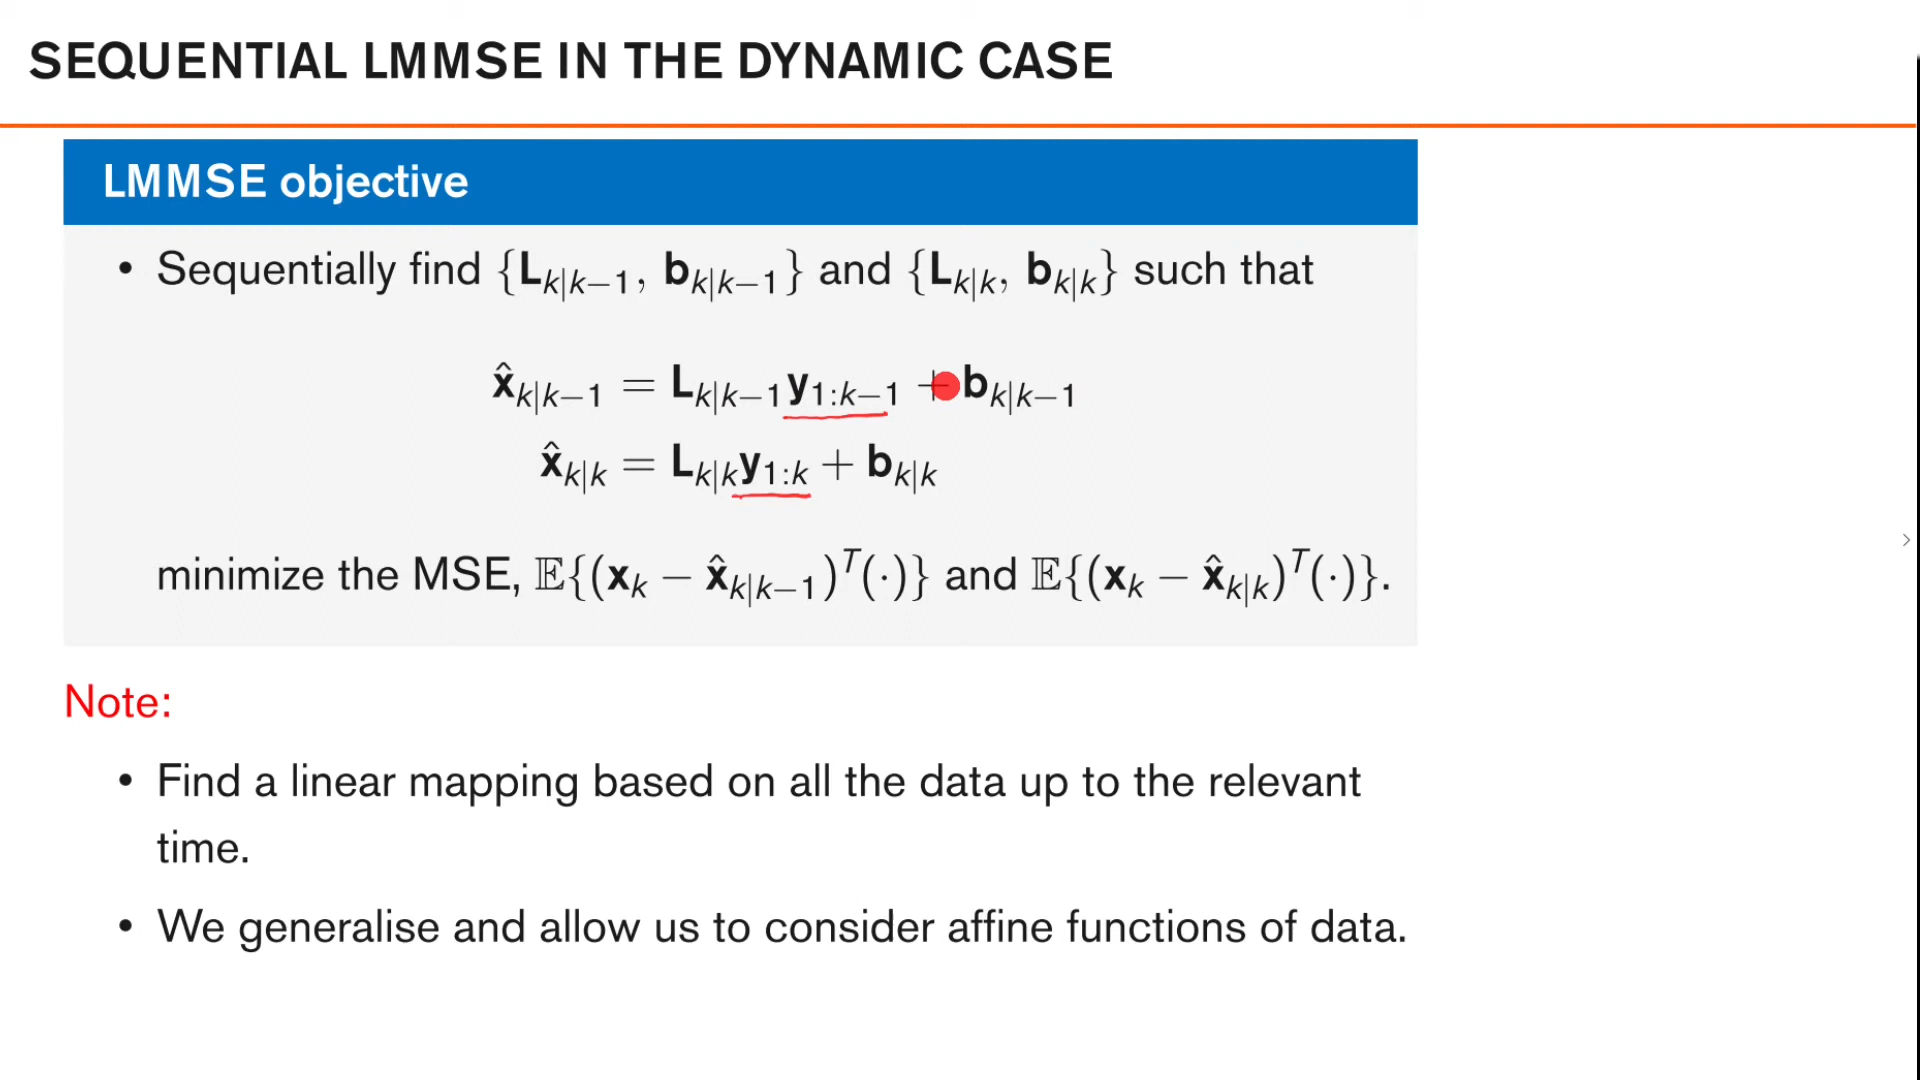 SEQUENTIAL LMMSE IN THE DYNAMIC CASE
LMMSE objective
• Sequentially find {L_{k|k−1}, b_{k|k−1}} and {L_{k|k}, b_{k|k}} such that
x̂_{k|k−1} = L_{k|k−1}y_{1:k−1} + b_{k|k−1}
x̂_{k|k} = L_{k|k}y_{1:k} + b_{k|k}
minimize the MSE, 𝔼{(x_k − x̂_{k|k−1})^T(·)} and 𝔼{(x_k − x̂_{k|k})^T(·)}.
Note:
• Find a linear mapping based on all the data up to the relevant
time.
• We generalise and allow us to consider affine functions of data.